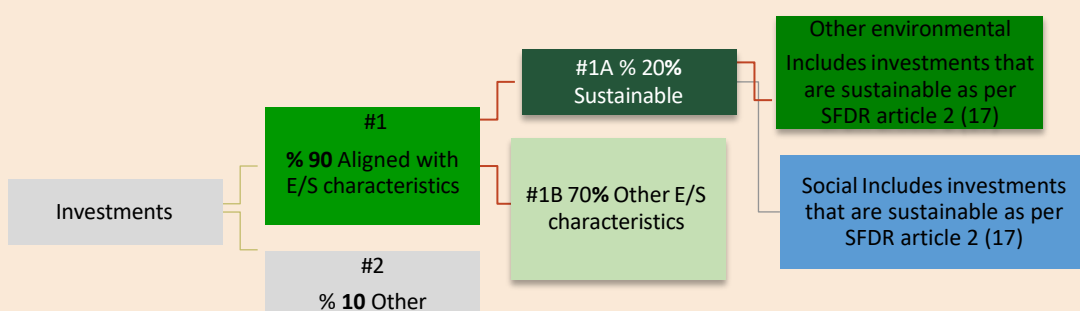 Investments
#1
% 90 Aligned with
E/S characteristics
#2
% 10 Other
#1A % 20%
Sustainable
#1B 70% Other E/S
characteristics
Other environmental
Includes investments that
are sustainable as per
SFDR article 2 (17)
Social Includes investments
that are sustainable as per
SFDR article 2 (17)